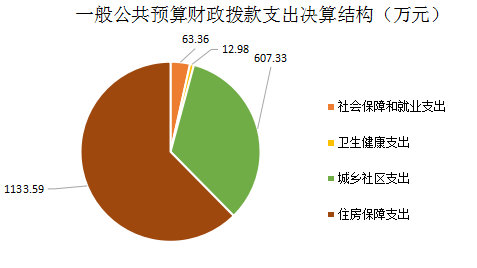 一般公共预算财政拨款支出决算结构（万元）
63.36
12.98
607.33
1133.59
社会保障和就业支出
卫生健康支出
城乡社区支出
住房保障支出